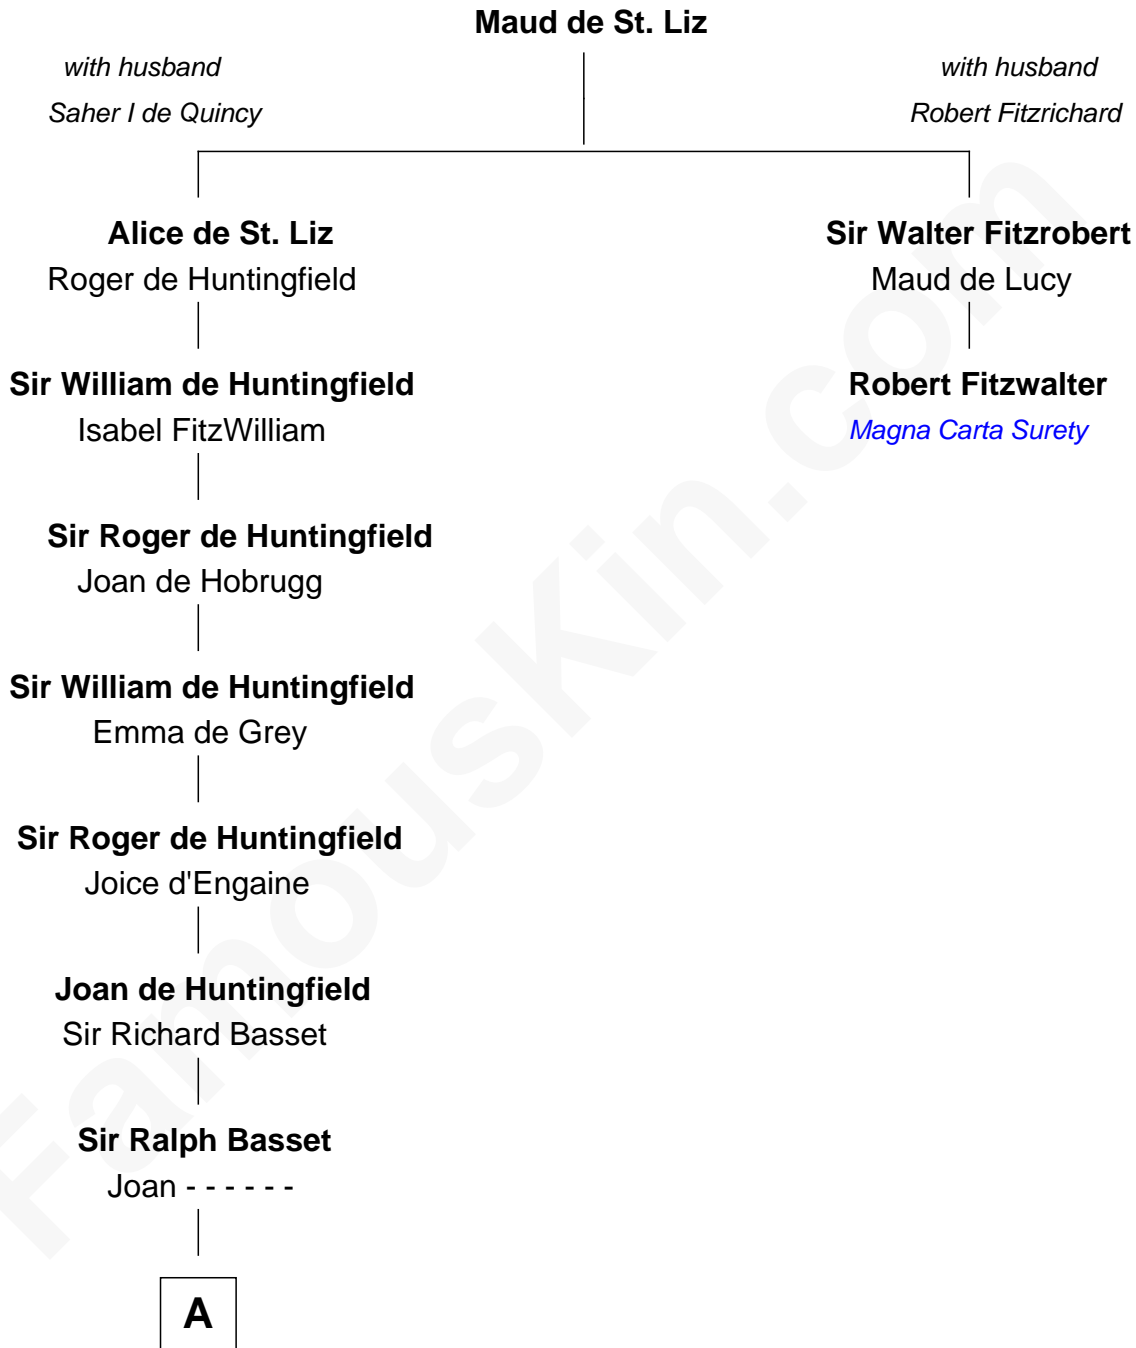 Maud de St. Liz
with husband
Saher I de Quincy
with husband
Robert Fitzrichard
Alice de St. Liz
Roger de Huntingfield
Sir Walter Fitzrobert
Maud de Lucy
Sir William de Huntingfield
Isabel FitzWilliam
Robert Fitzwalter
Magna Carta Surety
Sir Roger de Huntingfield
Joan de Hobrugg
Sir William de Huntingfield
Emma de Grey
Sir Roger de Huntingfield
Joice d'Engaine
Joan de Huntingfield
Sir Richard Basset
Sir Ralph Basset
Joan - - - - - -
A
FamousKin.com